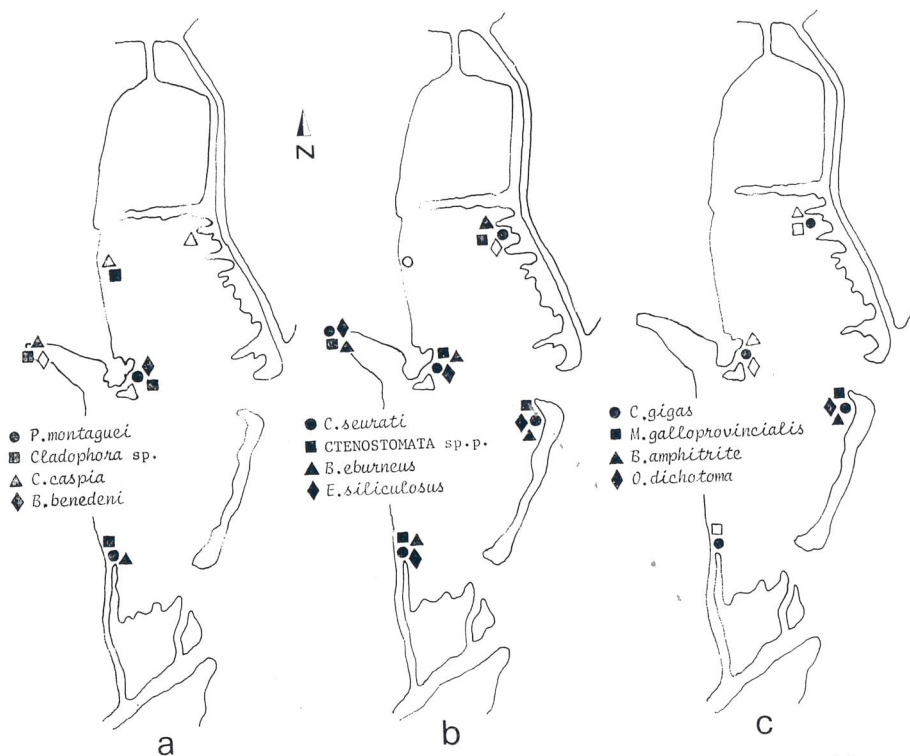 N
P.montaguei
Cladophora sp.
C.caspia
B.benedeni
C.seurati
CTENOSTOMATA sp.p.
B.eburneus
E.siliculosus
C.gigas
M.galloprovincialis
B.amphitrite
O.dichotoma
a
b
c